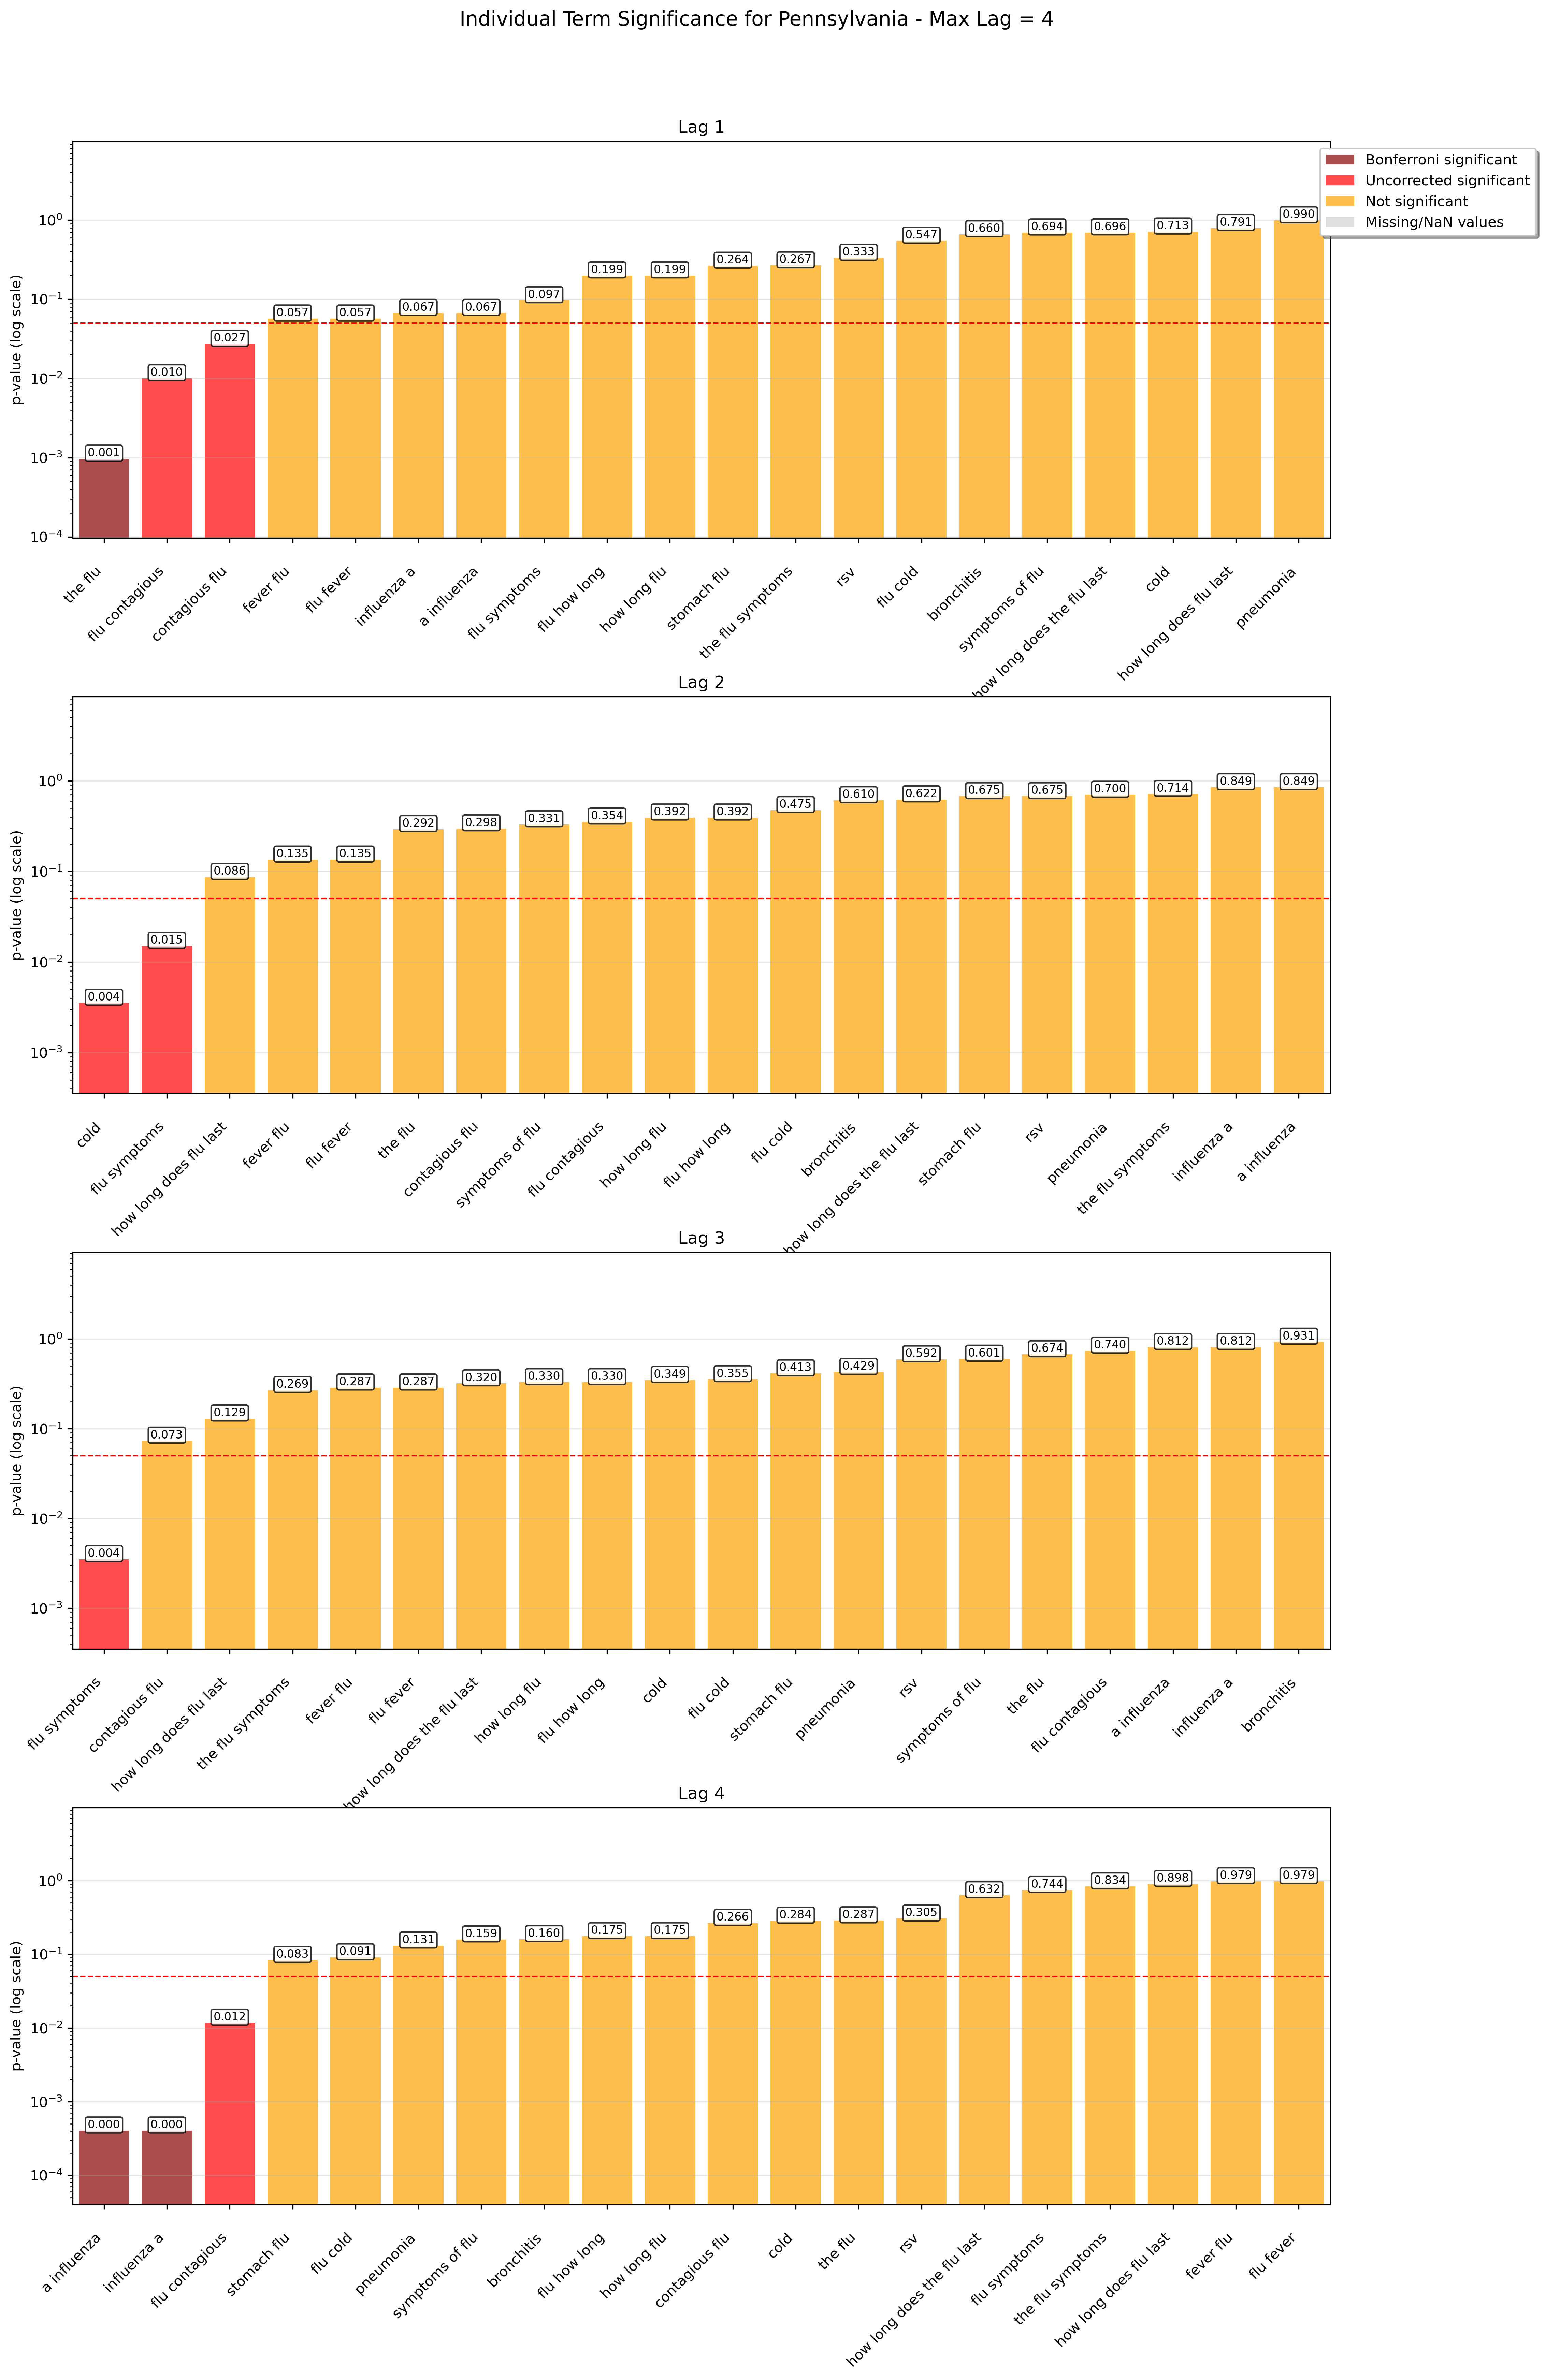 Individual Term Significance for Pennsylvania - Max Lag = 4
Lag 1
Bonferroni significant
Uncorrected significant
Not significant
Missing/NaN values
p-value (log scale)
10⁰
10⁻¹
10⁻²
10⁻³
10⁻⁴
0.001 0.010 0.027 0.057 0.057 0.067 0.067 0.097 0.199 0.199 0.264 0.267 0.333 0.547 0.660 0.694 0.696 0.713 0.791 0.990
the flu
flu contagious
contagious flu
fever flu
flu fever
influenza a
a influenza
flu symptoms
flu how long
how long flu
stomach flu
the flu symptoms
rsv
flu cold
bronchitis
symptoms of flu
how long does the flu last
cold
how long does flu last
pneumonia
Lag 2
p-value (log scale)
10⁰
10⁻¹
10⁻²
10⁻³
0.004 0.015 0.086 0.135 0.135 0.292 0.298 0.331 0.354 0.392 0.392 0.475 0.610 0.622 0.675 0.675 0.700 0.714 0.849 0.849
cold
flu symptoms
how long does flu last
fever flu
flu fever
the flu
contagious flu
symptoms of flu
flu contagious
how long flu
flu how long
flu cold
bronchitis
how long does the flu last
stomach flu
rsv
pneumonia
the flu symptoms
influenza a
a influenza
Lag 3
p-value (log scale)
10⁰
10⁻¹
10⁻²
10⁻³
0.004 0.073 0.129 0.269 0.287 0.287 0.320 0.330 0.330 0.349 0.355 0.413 0.429 0.592 0.601 0.674 0.740 0.812 0.812 0.931
flu symptoms
contagious flu
how long does flu last
the flu symptoms
fever flu
flu fever
how long does the flu last
how long flu
flu how long
cold
flu cold
stomach flu
pneumonia
rsv
symptoms of flu
the flu
flu contagious
a influenza
influenza a
bronchitis
Lag 4
p-value (log scale)
10⁰
10⁻¹
10⁻²
10⁻³
10⁻⁴
0.000 0.000 0.012 0.083 0.091 0.131 0.159 0.160 0.175 0.175 0.266 0.284 0.287 0.305 0.632 0.744 0.834 0.898 0.979 0.979
a influenza
influenza a
flu contagious
stomach flu
flu cold
pneumonia
symptoms of flu
bronchitis
flu how long
how long flu
contagious flu
cold
the flu
rsv
how long does the flu last
flu symptoms
the flu symptoms
how long does flu last
fever flu
flu fever